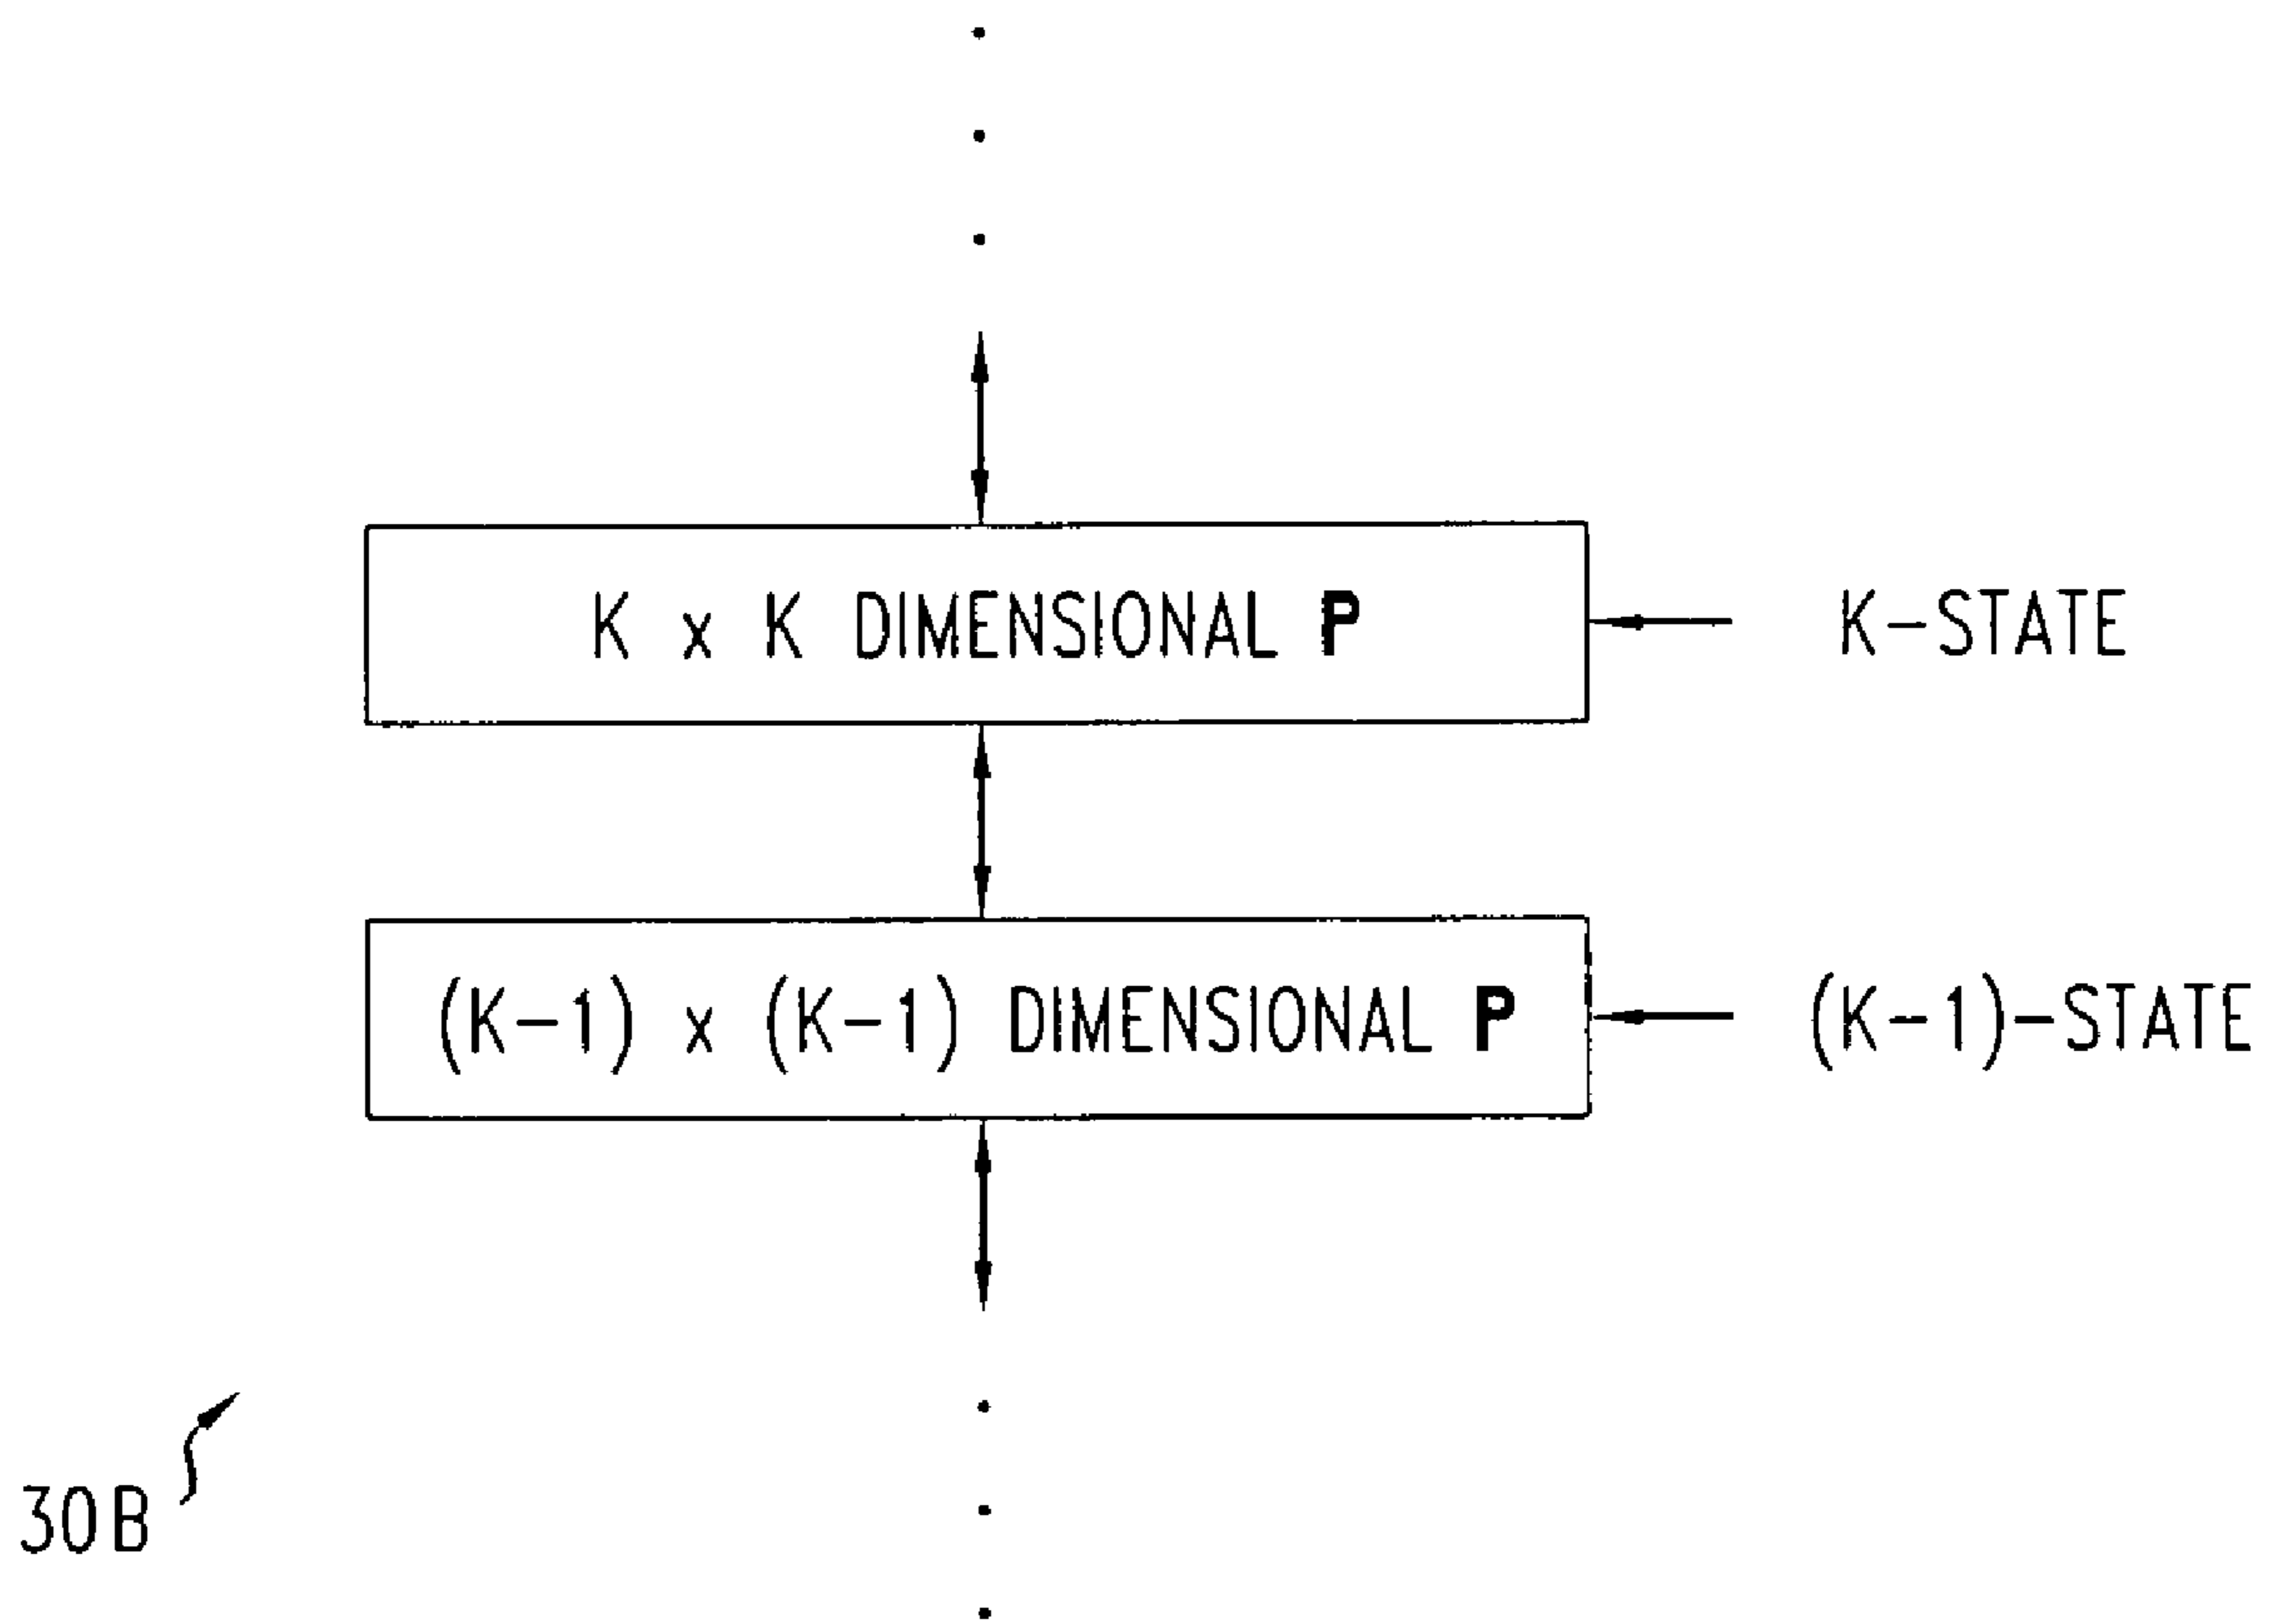 K x K DIMENSIONAL P
K-STATE
(K-1) x (K-1) DIMENSIONAL P
(K-1)-STATE
30B